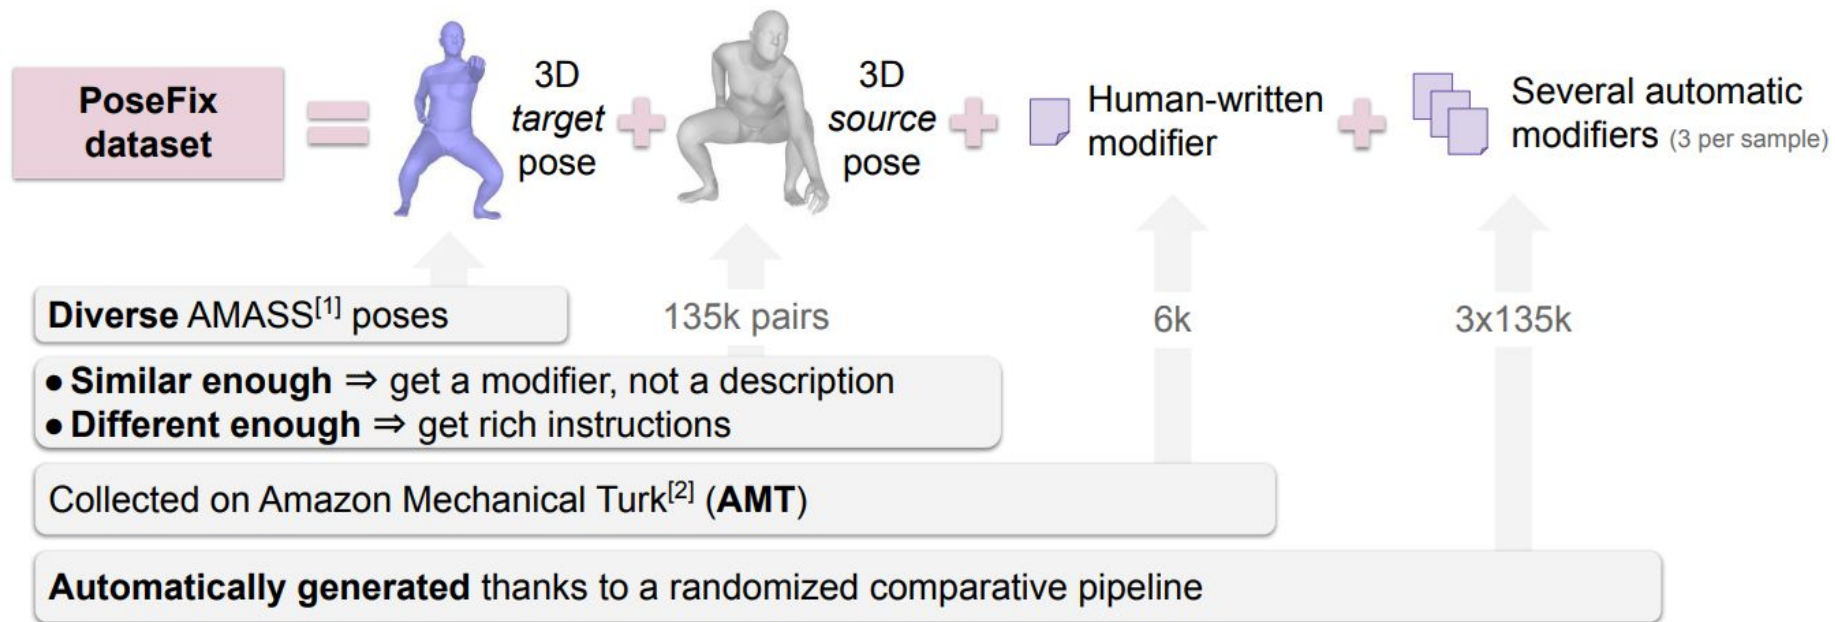 PoseFix
dataset
3D
target
pose
3D
source
pose
Human-written
modifier
Several automatic
modifiers (3 per sample)
Diverse AMASS[1] poses
135k pairs
6k
3x135k
● Similar enough ⇒ get a modifier, not a description
● Different enough ⇒ get rich instructions
Collected on Amazon Mechanical Turk[2] (AMT)
Automatically generated thanks to a randomized comparative pipeline